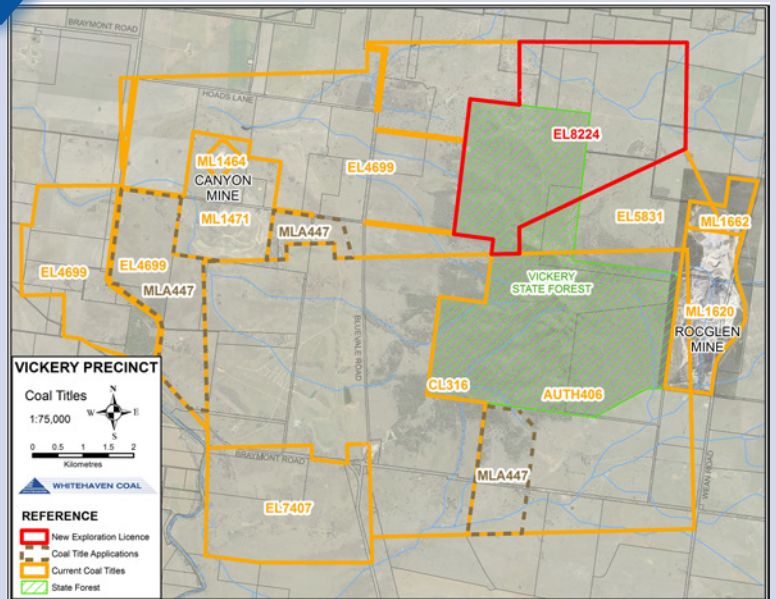 BRAYMONT ROAD
HOADS LANE
EL8224
ML1464
CANYON
MINE
EL4699
ML1471
EL5831
ML1662
MLA447
EL4699
EL4699
MLA447
VICKERY
STATE FOREST
ML1620
ROCGLEN
MINE
BLUEVALE ROAD
CL316
AUTH406
BRAYMONT ROAD
MLA447
WEAN ROAD
EL7407
VICKERY PRECINCT
Coal Titles
1:75,000
N
W
E
S
0 0.5 1 1.5 2
Kilometres
WHITEHAVEN COAL
REFERENCE
New Exploration Licence
Coal Title Applications
Current Coal Titles
State Forest